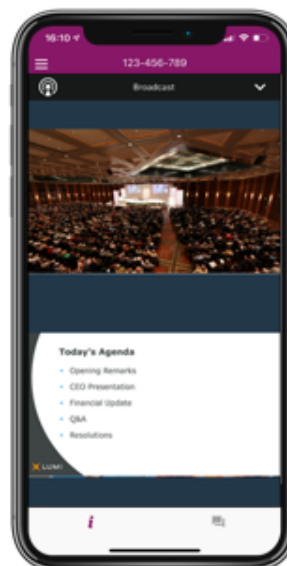 16:10
123-456-789
Broadcast
Today's Agenda
Opening Remarks
CEO Presentation
Financial Update
Q&A
Resolutions
LUMI
i